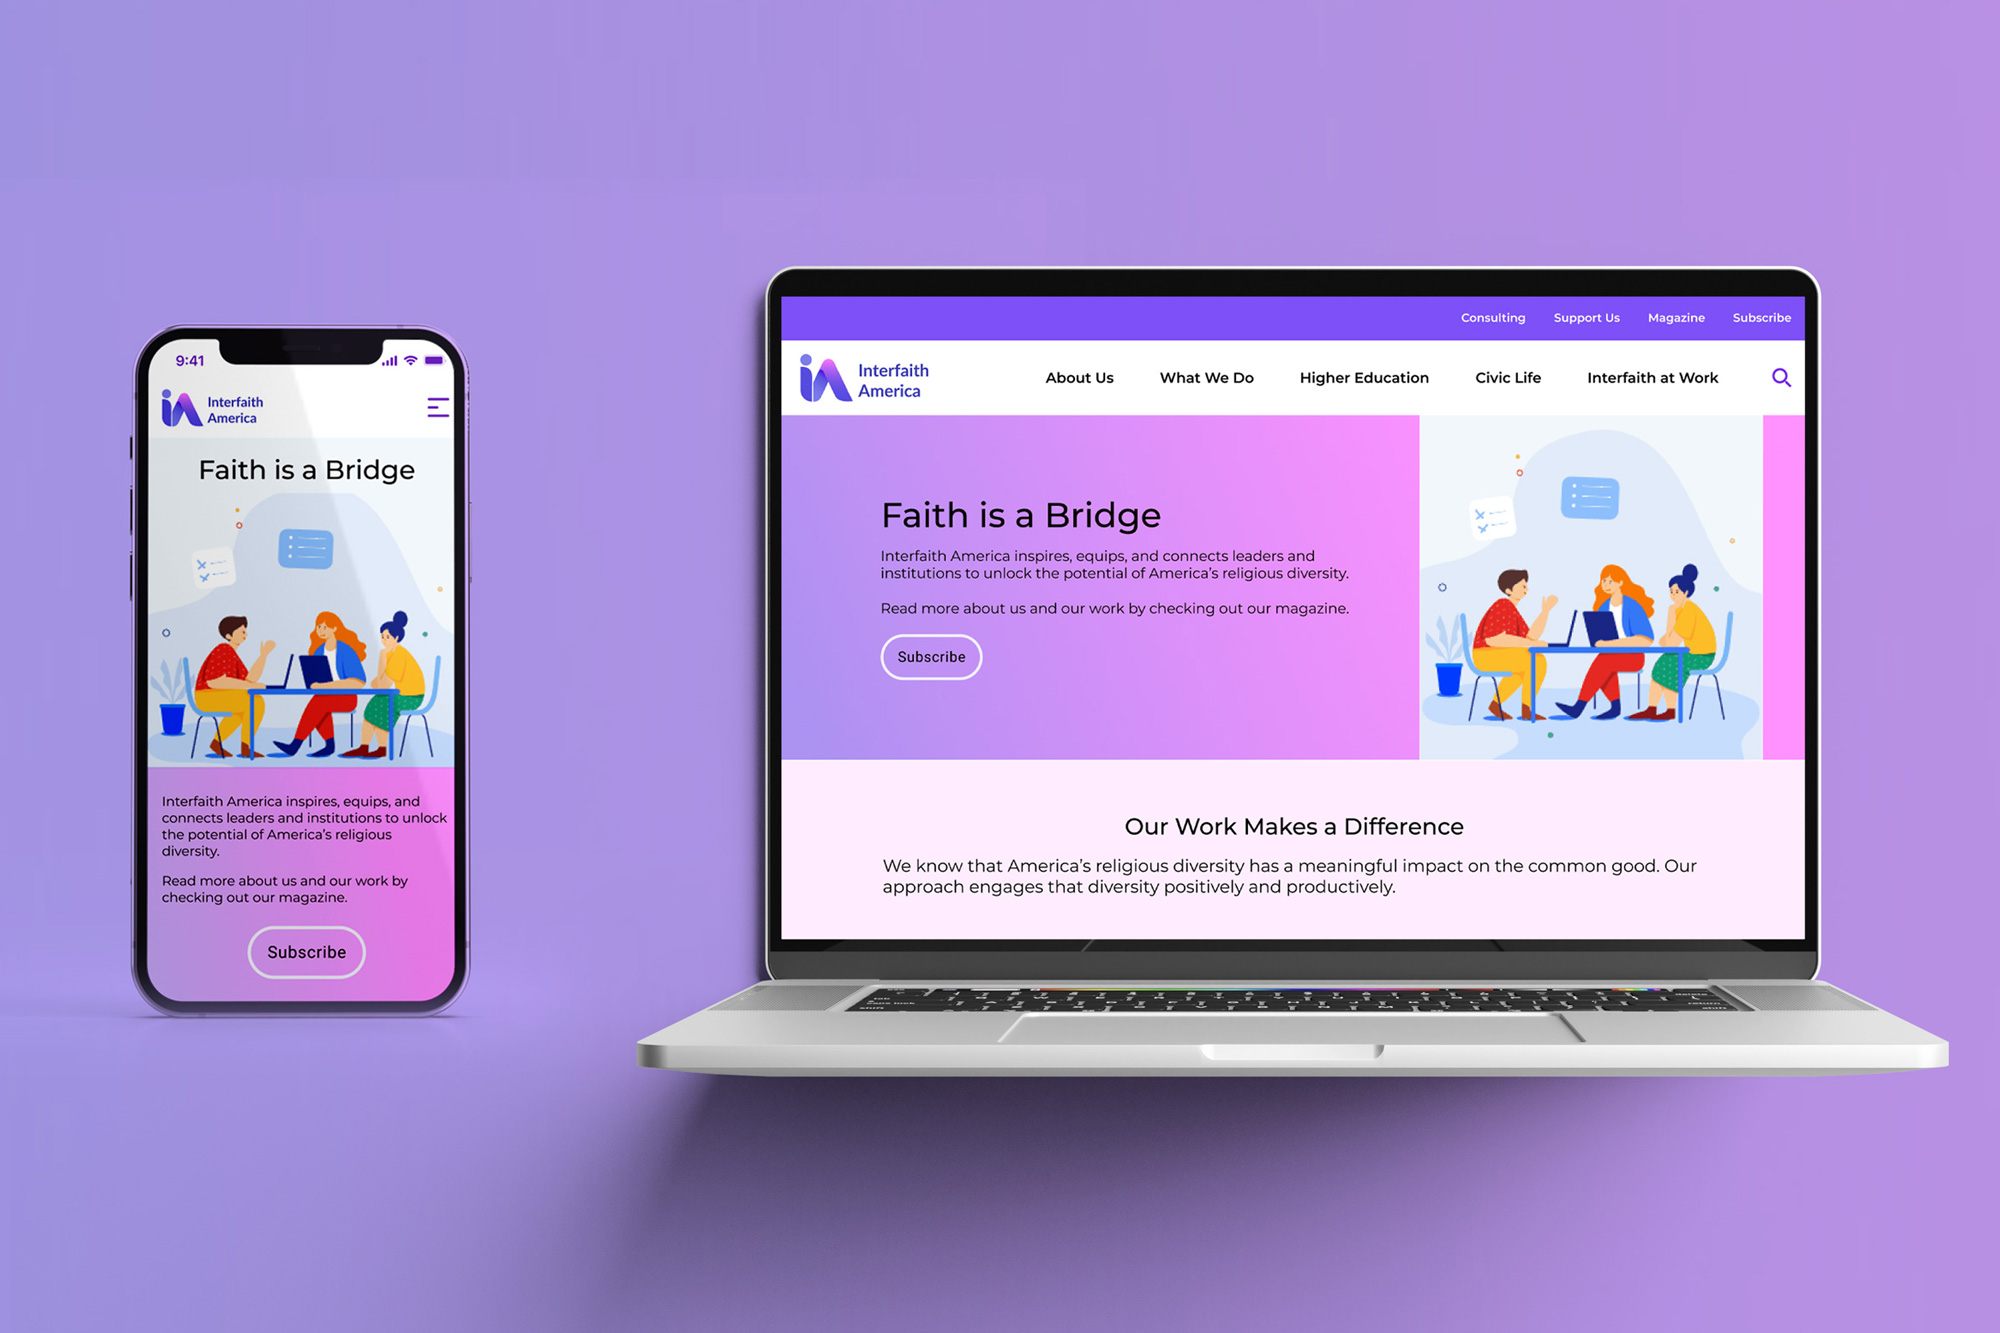 9:41
Interfaith
America
Faith is a Bridge
Interfaith America inspires, equips, and
connects leaders and institutions to unlock
the potential of America's religious
diversity.
Read more about us and our work by
checking out our magazine.
Subscribe
Consulting Support Us Magazine Subscribe
Interfaith
America
About Us What We Do Higher Education Civic Life Interfaith at Work
Faith is a Bridge
Interfaith America inspires, equips, and connects leaders and
institutions to unlock the potential of America's religious diversity.
Read more about us and our work by checking out our magazine.
Subscribe
Our Work Makes a Difference
We know that America's religious diversity has a meaningful impact on the common good. Our
approach engages that diversity positively and productively.